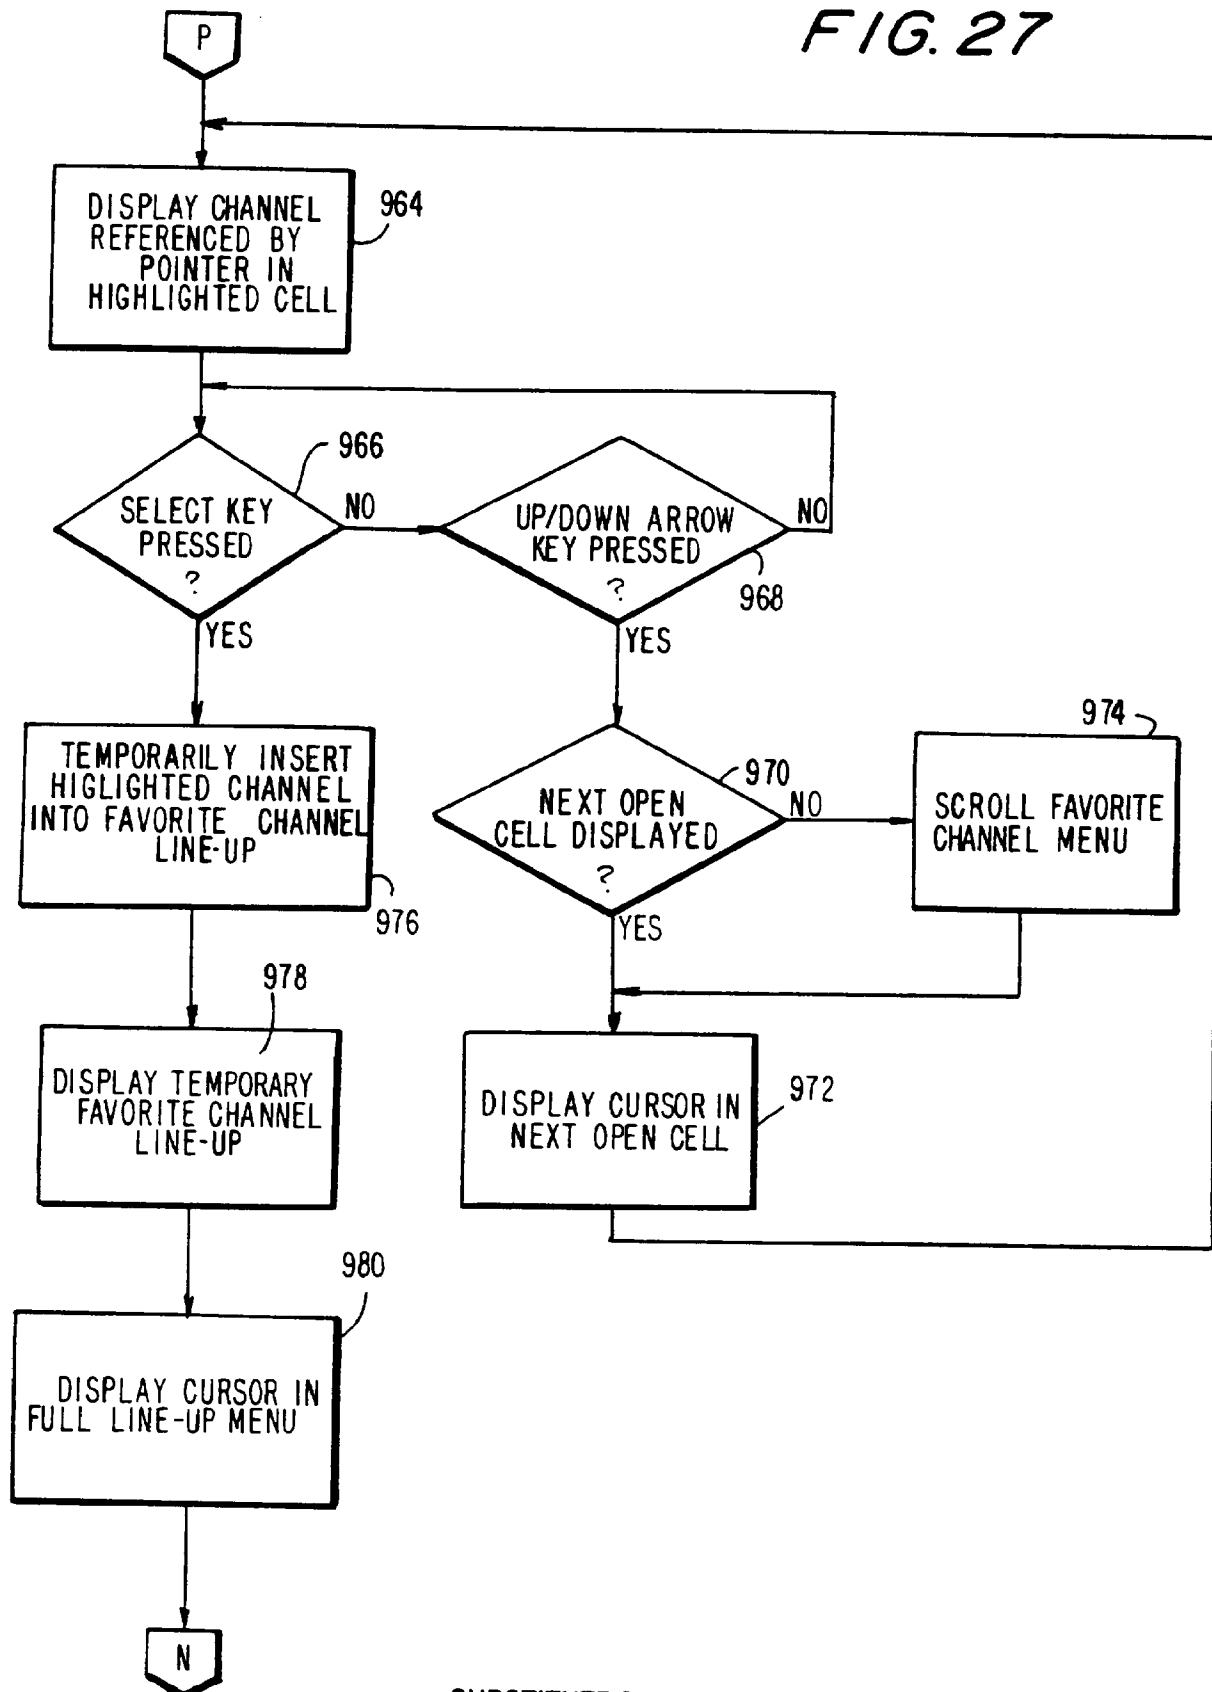 FIG. 27
P
DISPLAY CHANNEL
REFERENCED BY
POINTER IN
HIGHLIGHTED CELL
964
966
SELECT KEY
PRESSED
?
NO
YES
UP/DOWN ARROW
KEY PRESSED
?
NO
968
YES
TEMPORARILY INSERT
HIGLIGHTED CHANNEL
INTO FAVORITE CHANNEL
LINE-UP
976
970
NEXT OPEN
CELL DISPLAYED
?
NO
YES
974
SCROLL FAVORITE
CHANNEL MENU
978
DISPLAY TEMPORARY
FAVORITE CHANNEL
LINE-UP
DISPLAY CURSOR IN
NEXT OPEN CELL
972
980
DISPLAY CURSOR IN
FULL LINE-UP MENU
N